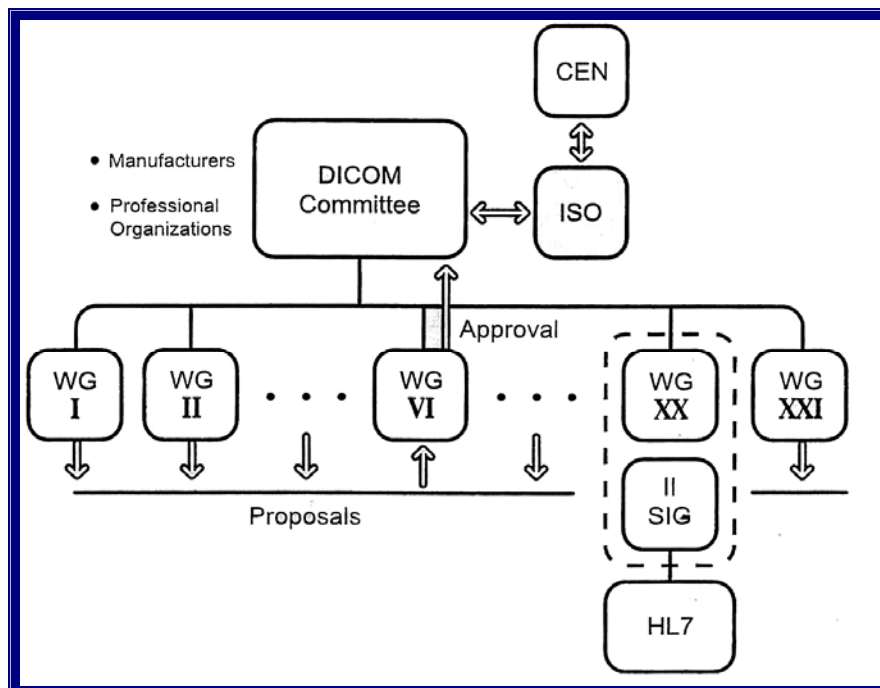 CEN
• Manufacturers
• Professional
Organizations
DICOM
Committee
ISO
Approval
WG
I
WG
II
. . .
WG
VI
. . .
WG
XX
WG
XXI
II
SIG
Proposals
HL7